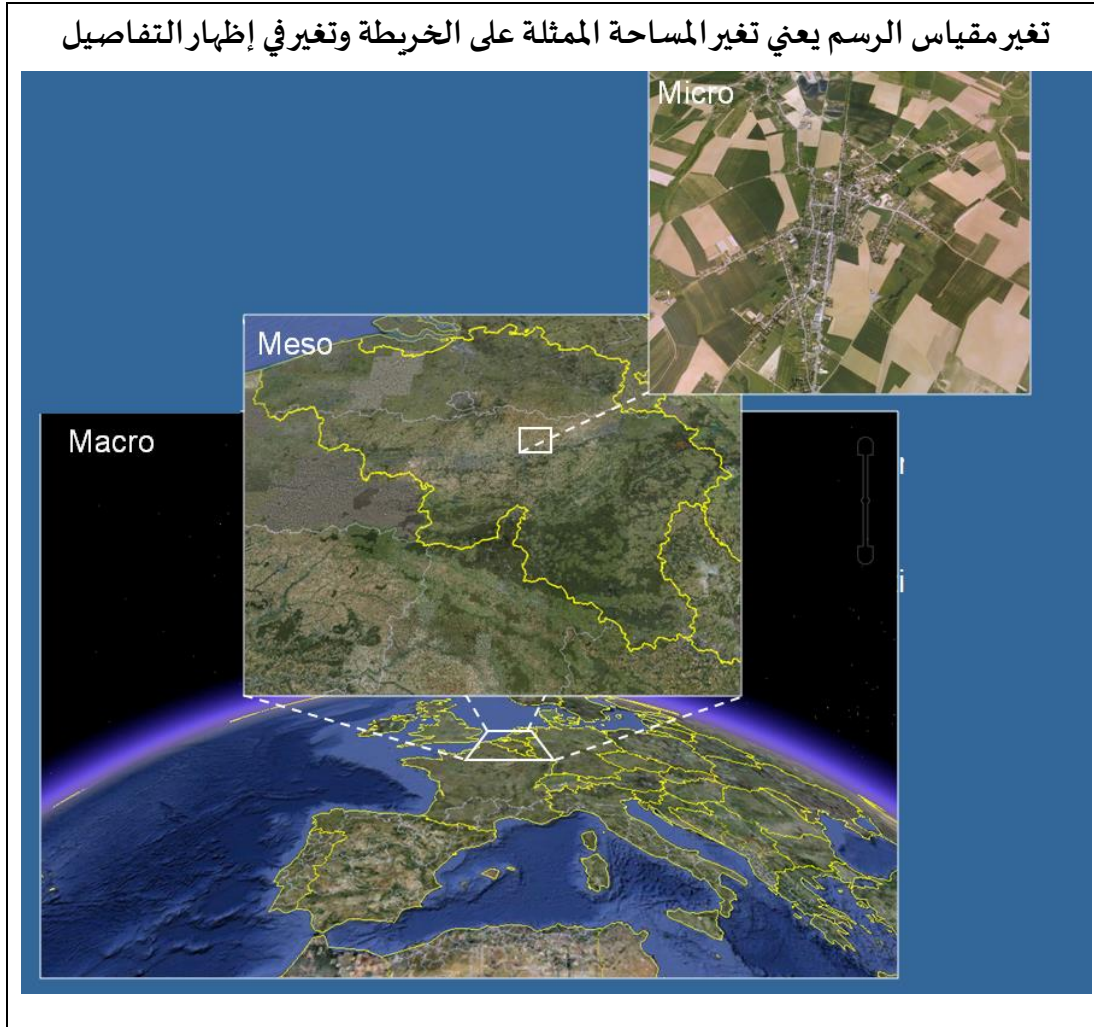 تغير مقياس الرسم يعني تغير المساحة الممثلة على الخريطة وتغير في إظهار التفاصيل
Micro
Meso
Macro